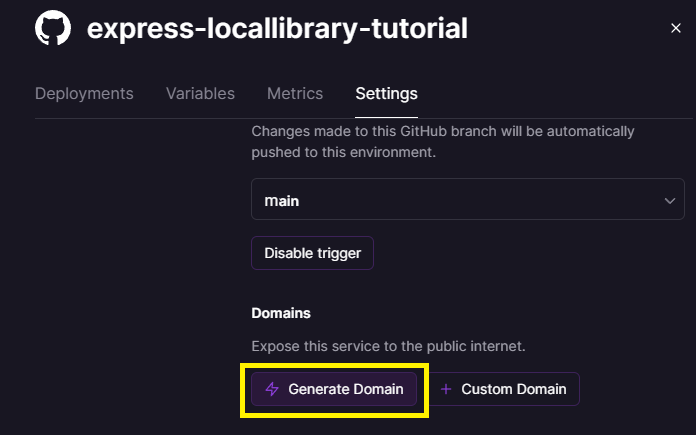 express-locallibrary-tutorial
Deployments Variables Metrics Settings
Changes made to this GitHub branch will be automatically
pushed to this environment.
main
Disable trigger
Domains
Expose this service to the public internet.
Generate Domain + Custom Domain